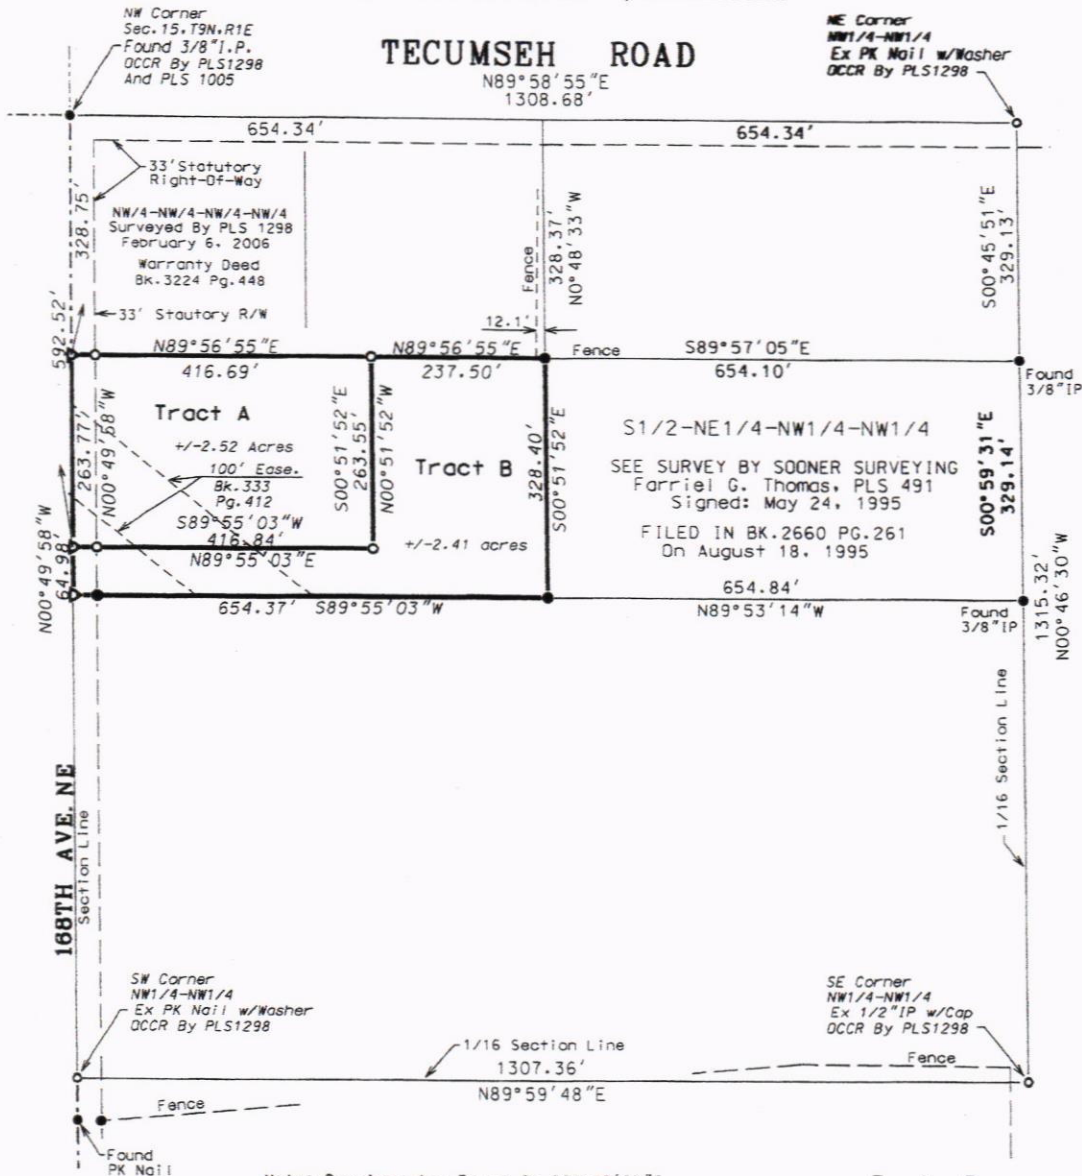 NW Corner
Sec.15,T9N,R1E
Found 3/8"I.P.
OCCR By PLS1298
And PLS 1005
TECUMSEH ROAD
N89°58'55"E
1308.68'
NE Corner
NW1/4-NW1/4
Ex PK Nail w/Washer
OCCR By PLS1298
654.34'
654.34'
33'Statutory
Right-Of-Way
328.75'
NW/4-NW/4-NW/4-NW/4
Surveyed By PLS 1298
February 6, 2006
Warranty Deed
Bk.3224 Pg.448
33' Stautory R/W
592.52'
Fence
328.37'
N0°48'33"W
12.1'
S00°45'51"E
329.13'
N89°56'55"E
416.69'
N89°56'55"E
237.50'
Fence
S89°57'05"E
654.10'
Found
3/8"IP
263.77'
N00°49'58"W
Tract A
+/-2.52 Acres
100' Ease.
Bk.333
Pg.412
S89°55'03"W
416.84'
N89°55'03"E
S00°51'52"E
263.55'
N00°51'52"W
Tract B
+/-2.41 acres
328.40'
S00°51'52"E
S1/2-NE1/4-NW1/4-NW1/4
SEE SURVEY BY SOONER SURVEYING
Farriel G. Thomas, PLS 491
Signed: May 24, 1995
FILED IN BK.2660 PG.261
On August 18, 1995
S00°59'31"E
329.14'
N00°49'58"W
64.98'
654.37' S89°55'03"W
654.84'
N89°53'14"W
Found
3/8"IP
1315.32'
N00°46'30"W
1/16 Section Line
168TH AVE. NE
Section Line
SW Corner
NW1/4-NW1/4
Ex PK Nail w/Washer
OCCR By PLS1298
SE Corner
NW1/4-NW1/4
Ex 1/2"IP w/Cap
OCCR By PLS1298
1/16 Section Line
1307.36'
N89°59'48"E
Fence
Fence
Found
PK Nail